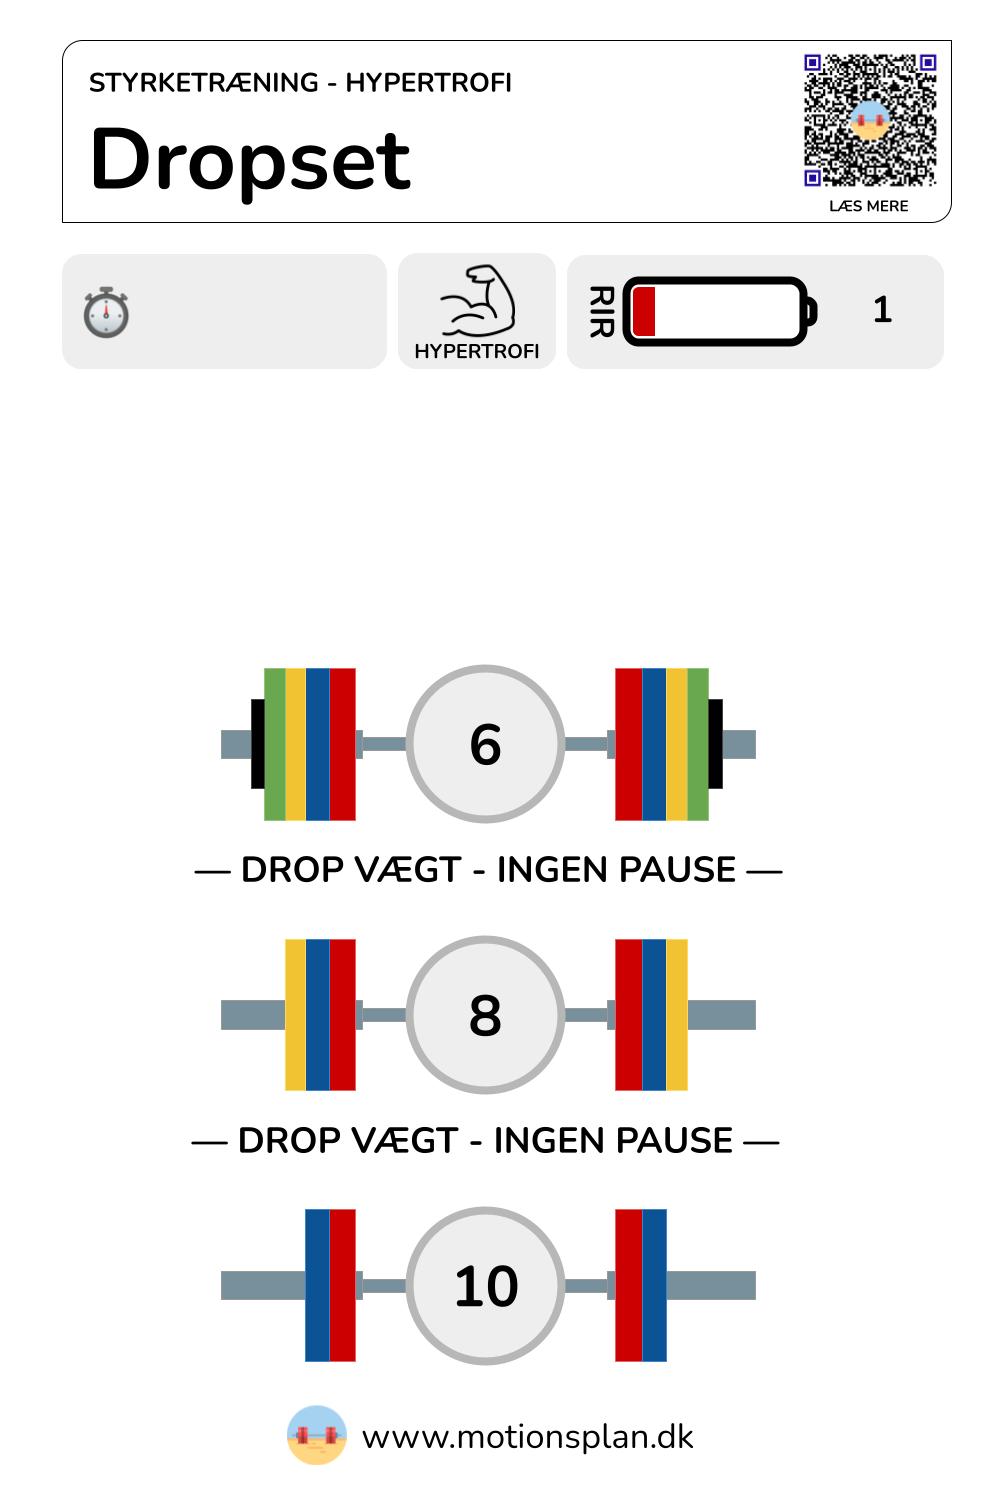 STYRKETRÆNING - HYPERTROFI
Dropset
LÆS MERE
HYPERTROFI
RIR
1
6
— DROP VÆGT - INGEN PAUSE —
8
— DROP VÆGT - INGEN PAUSE —
10
www.motionsplan.dk